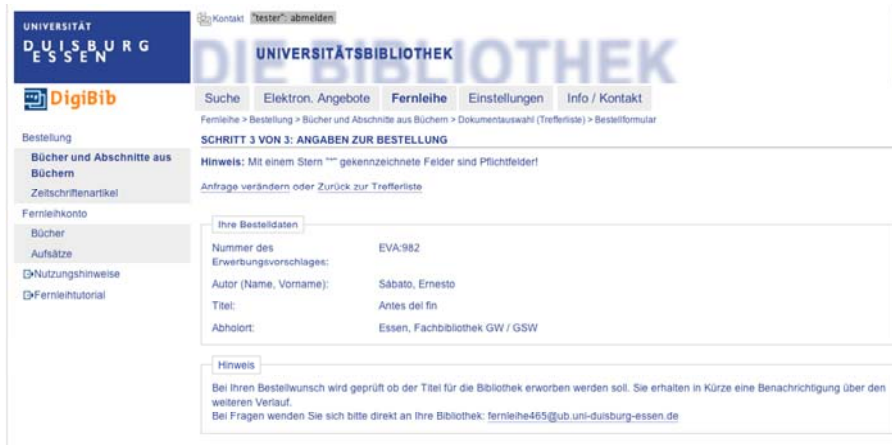 UNIVERSITÄT
DUISBURG
ESSEN
Kontakt "tester": abmelden
DIE BIBLIOTHEK
UNIVERSITÄTSBIBLIOTHEK
DigiBib
Suche Elektron. Angebote Fernleihe Einstellungen Info / Kontakt
Fernleihe > Bestellung > Bücher und Abschnitte aus Büchern > Dokumentauswahl (Trefferliste) > Bestellformular
Bestellung
Bücher und Abschnitte aus
Büchern
Zeitschriftenartikel
Fernleihkonto
Bücher
Aufsätze
Nutzungshinweise
Fernleihtutorial
SCHRITT 3 VON 3: ANGABEN ZUR BESTELLUNG
Hinweis: Mit einem Stern "*" gekennzeichnete Felder sind Pflichtfelder!
Anfrage verändern oder Zurück zur Trefferliste
Ihre Bestelldaten
Nummer des EVA:982
Erwerbungsvorschlages:
Autor (Name, Vorname): Sábato, Ernesto
Titel: Antes del fin
Abholort: Essen, Fachbibliothek GW / GSW
Hinweis
Bei Ihren Bestellwunsch wird geprüft ob der Titel für die Bibliothek erworben werden soll. Sie erhalten in Kürze eine Benachrichtigung über den
weiteren Verlauf.
Bei Fragen wenden Sie sich bitte direkt an Ihre Bibliothek: fernleihe465@ub.uni-duisburg-essen.de